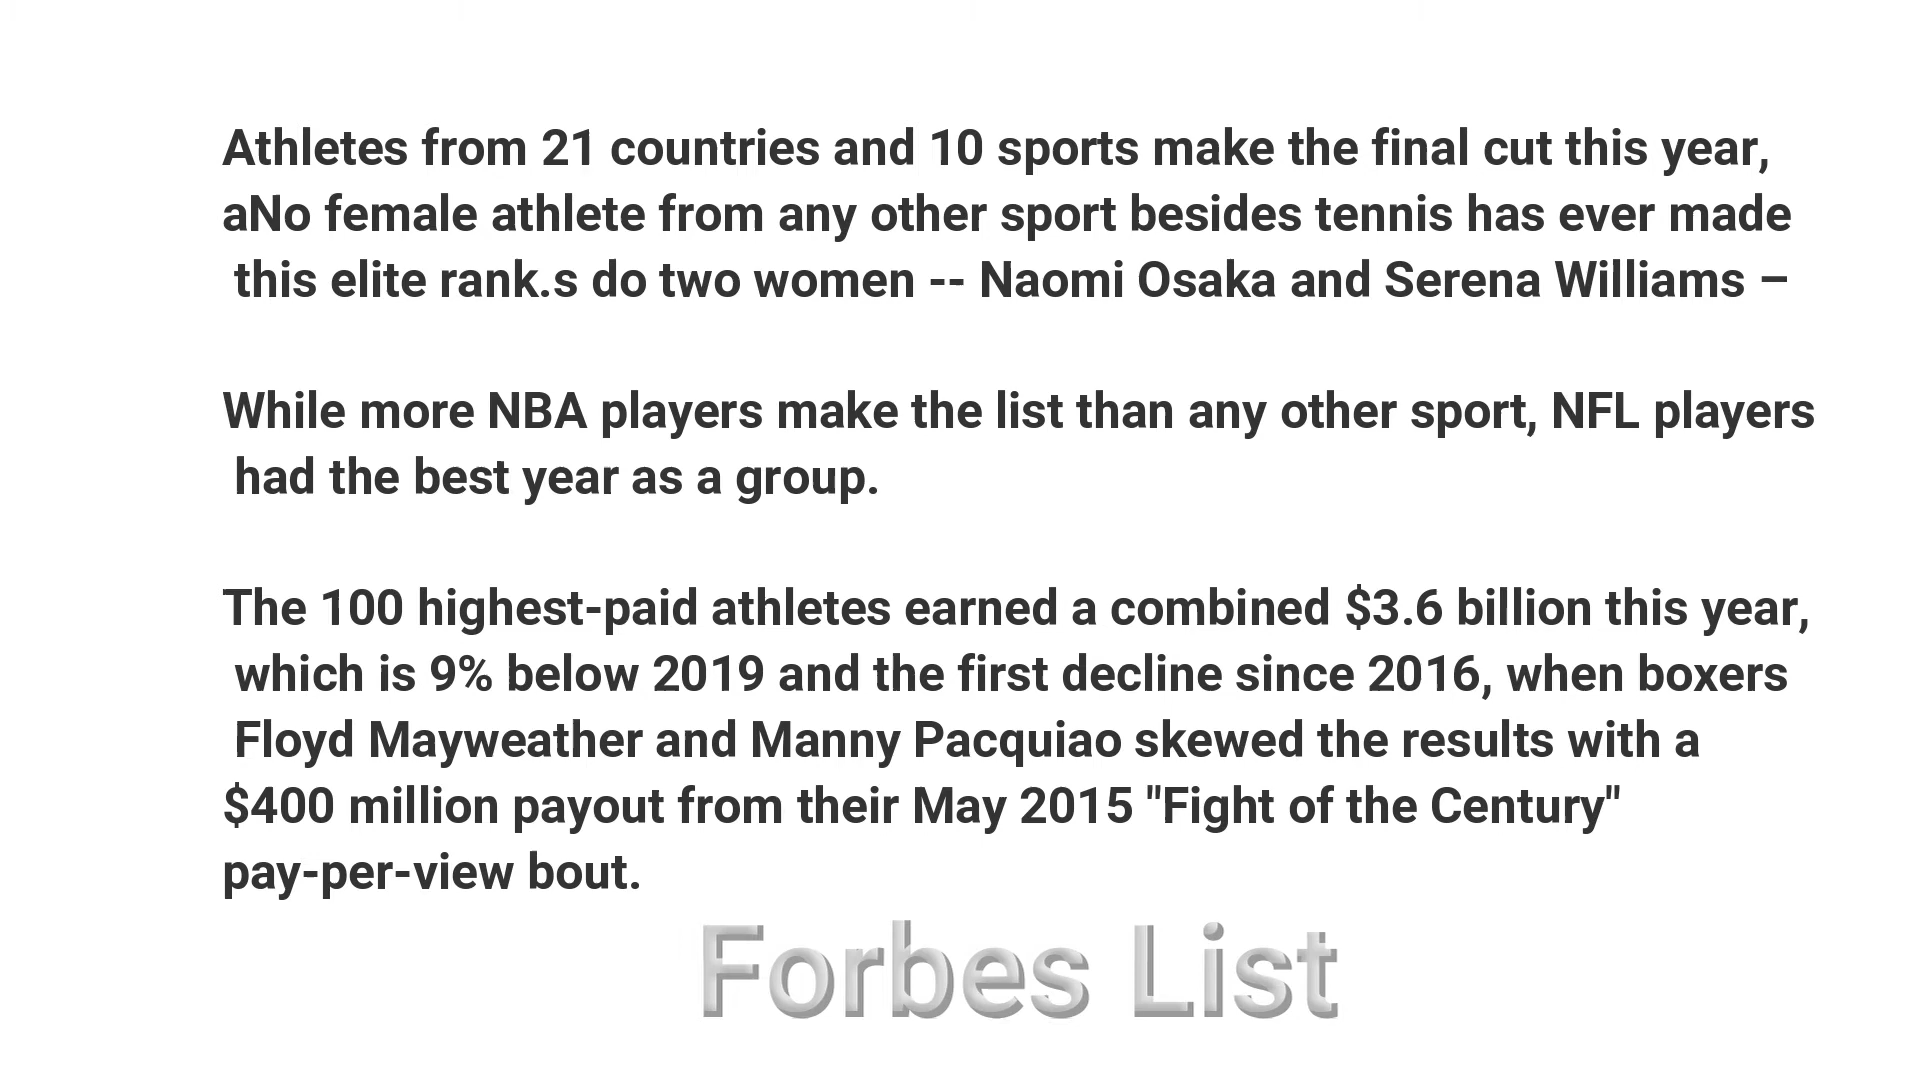 Athletes from 21 countries and 10 sports make the final cut this year,
aNo female athlete from any other sport besides tennis has ever made
this elite rank.s do two women -- Naomi Osaka and Serena Williams –
While more NBA players make the list than any other sport, NFL players
had the best year as a group.
The 100 highest-paid athletes earned a combined $3.6 billion this year,
which is 9% below 2019 and the first decline since 2016, when boxers
Floyd Mayweather and Manny Pacquiao skewed the results with a
$400 million payout from their May 2015 "Fight of the Century"
pay-per-view bout.
Forbes List